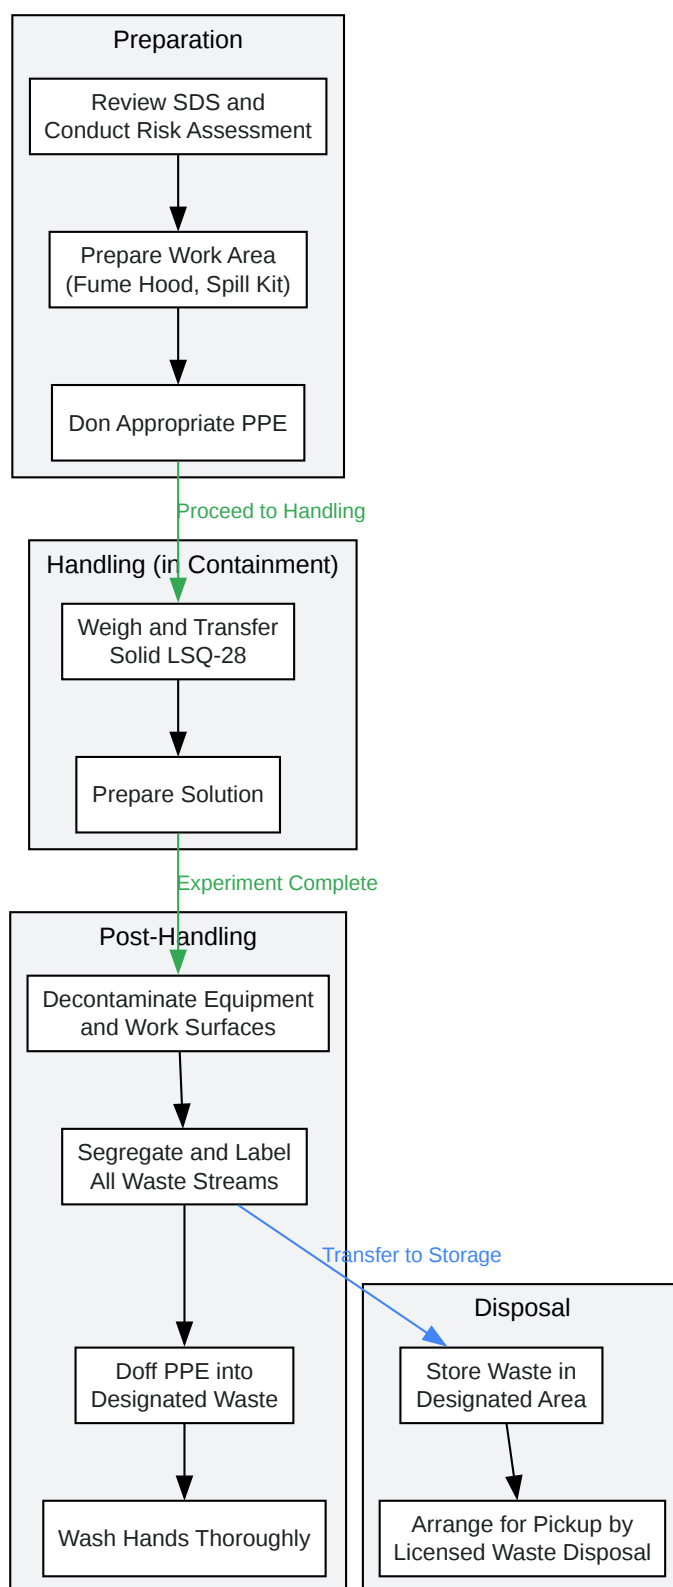 Preparation
Review SDS and
Conduct Risk Assessment
Prepare Work Area
(Fume Hood, Spill Kit)
Don Appropriate PPE
Proceed to Handling
Handling (in Containment)
Weigh and Transfer
Solid LSQ-28
Prepare Solution
Experiment Complete
Post-Handling
Decontaminate Equipment
and Work Surfaces
Segregate and Label
All Waste Streams
Transfer to Storage
Disposal
Doff PPE into
Designated Waste
Store Waste in
Designated Area
Wash Hands Thoroughly
Arrange for Pickup by
Licensed Waste Disposal